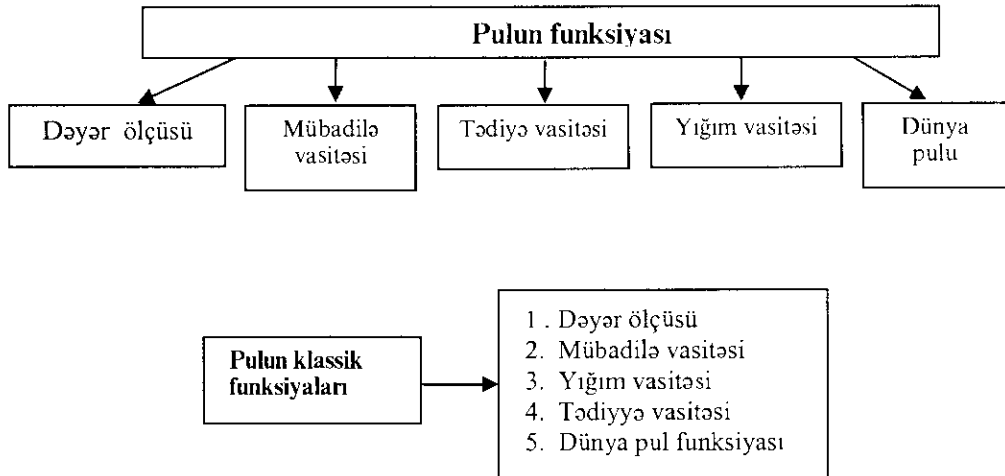 Pulun funksiyası
Dəyər ölçüsü
Mübadilə
vasitəsi
Tədiyə vasitəsi
Yığım vasitəsi
Dünya
pulu
Pulun klassik
funksiyaları
1 . Dəyər ölçüsü
2. Mübadilə vasitəsi
3. Yığım vasitəsi
4. Tədiyyə vasitəsi
5. Dünya pul funksiyası